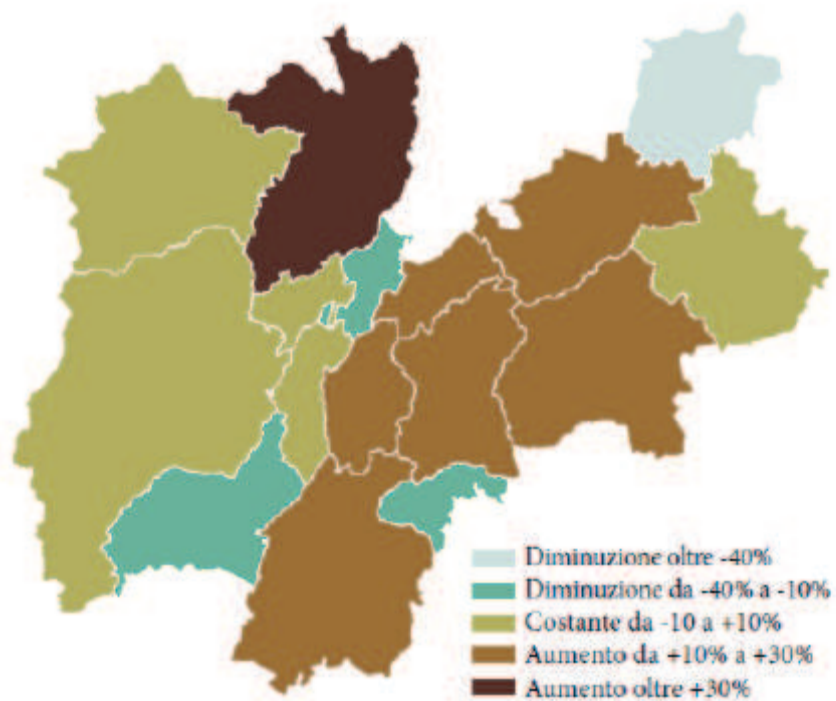 Diminuzione oltre -40%
Diminuzione da -40% a -10%
Costante da -10 a +10%
Aumento da +10% a +30%
Aumento oltre +30%